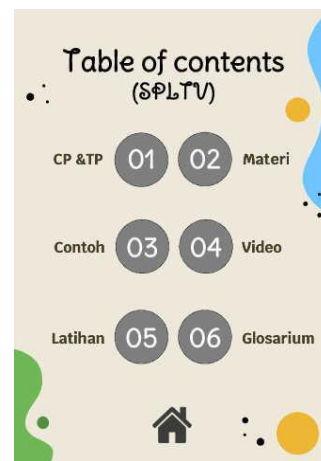 Table of contents
(SPLTV)
CP &TP 01 02 Materi
Contoh 03 04 Video
Latihan 05 06 Glosarium